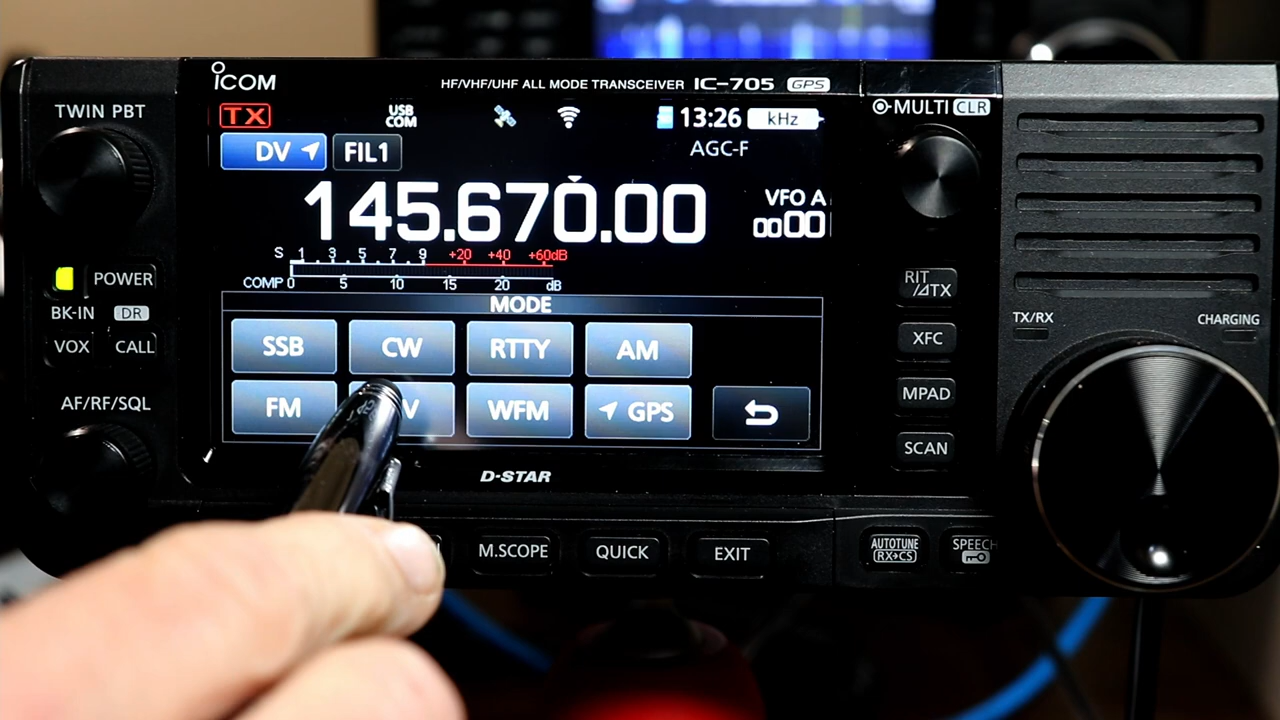 ICOM
HF/VHF/UHF ALL MODE TRANSCEIVER IC-705 GPS
TWIN PBT
TX
USB COM
13:26
kHz
MULTI CLR
DV
FIL1
AGC-F
145.670.00
VFO A
0000
S 1 3 5 7 9 +20 +40 +60dB
COMP 0 5 10 15 20 dB
POWER
BK-IN DR
VOX CALL
AF/RF/SQL
MODE
SSB CW RTTY AM
FM V WFM GPS
D-STAR
RIT
/⊿TX
XFC
MPAD
SCAN
TX/RX
CHARGING
M.SCOPE
QUICK
EXIT
AUTOTUNE
RX→CS
SPEECH